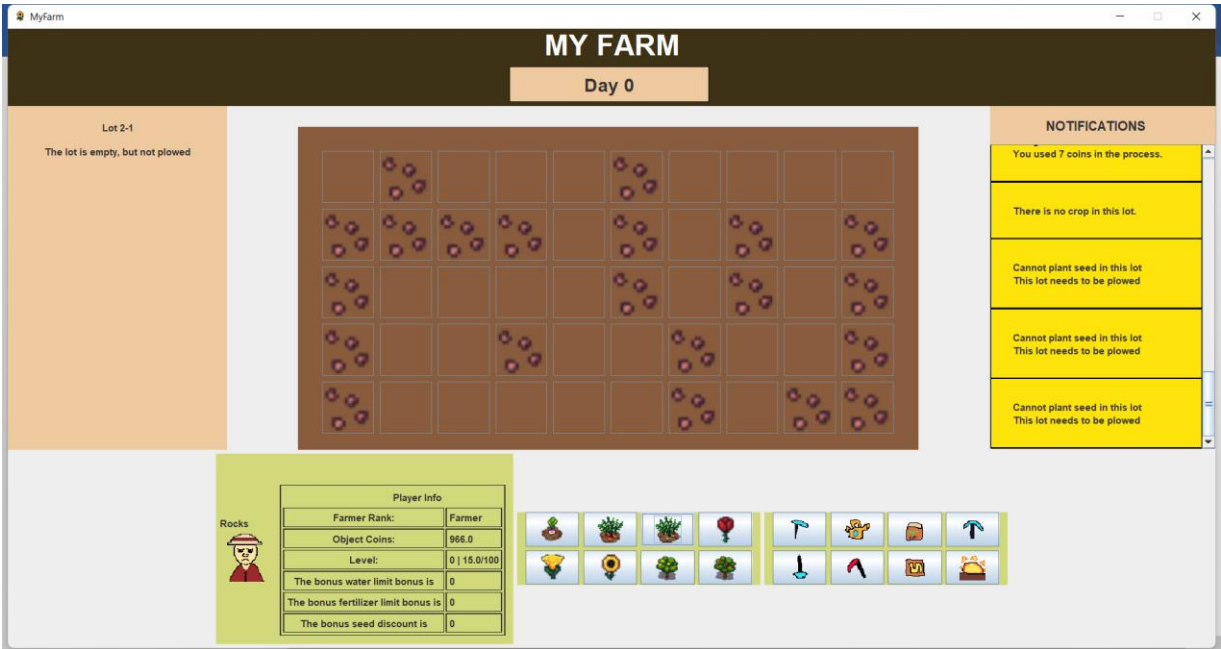 MyFarm
MY FARM
Day 0
Lot 2-1
The lot is empty, but not plowed
NOTIFICATIONS
You used 7 coins in the process.
There is no crop in this lot.
Cannot plant seed in this lot
This lot needs to be plowed
Cannot plant seed in this lot
This lot needs to be plowed
Cannot plant seed in this lot
This lot needs to be plowed
Rocks
Player Info
Farmer Rank: Farmer
Object Coins: 966.0
Level: 0 | 15.0/100
The bonus water limit bonus is 0
The bonus fertilizer limit bonus is 0
The bonus seed discount is 0